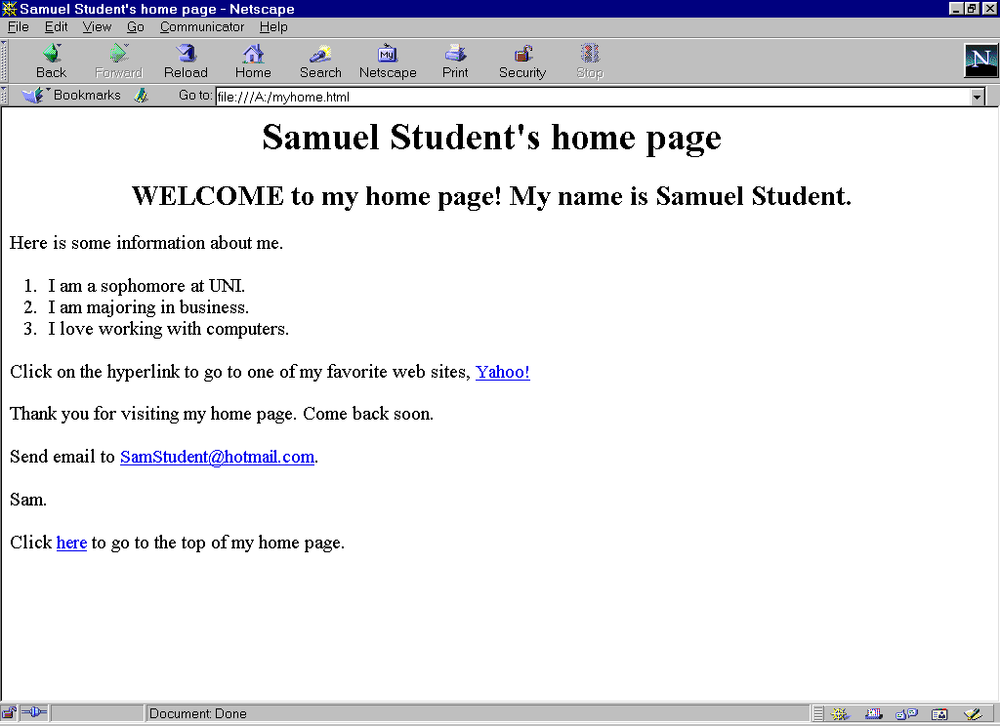 Samuel Student's home page - Netscape
File Edit View Go Communicator Help
Back Forward Reload Home Search Netscape Print Security Stop
My
N
Bookmarks Go to: file:///A:/myhome.html
Samuel Student's home page
WELCOME to my home page! My name is Samuel Student.
Here is some information about me.
1. I am a sophomore at UNI.
2. I am majoring in business.
3. I love working with computers.
Click on the hyperlink to go to one of my favorite web sites, Yahoo!
Thank you for visiting my home page. Come back soon.
Send email to SamStudent@hotmail.com.
Sam.
Click here to go to the top of my home page.
Document: Done